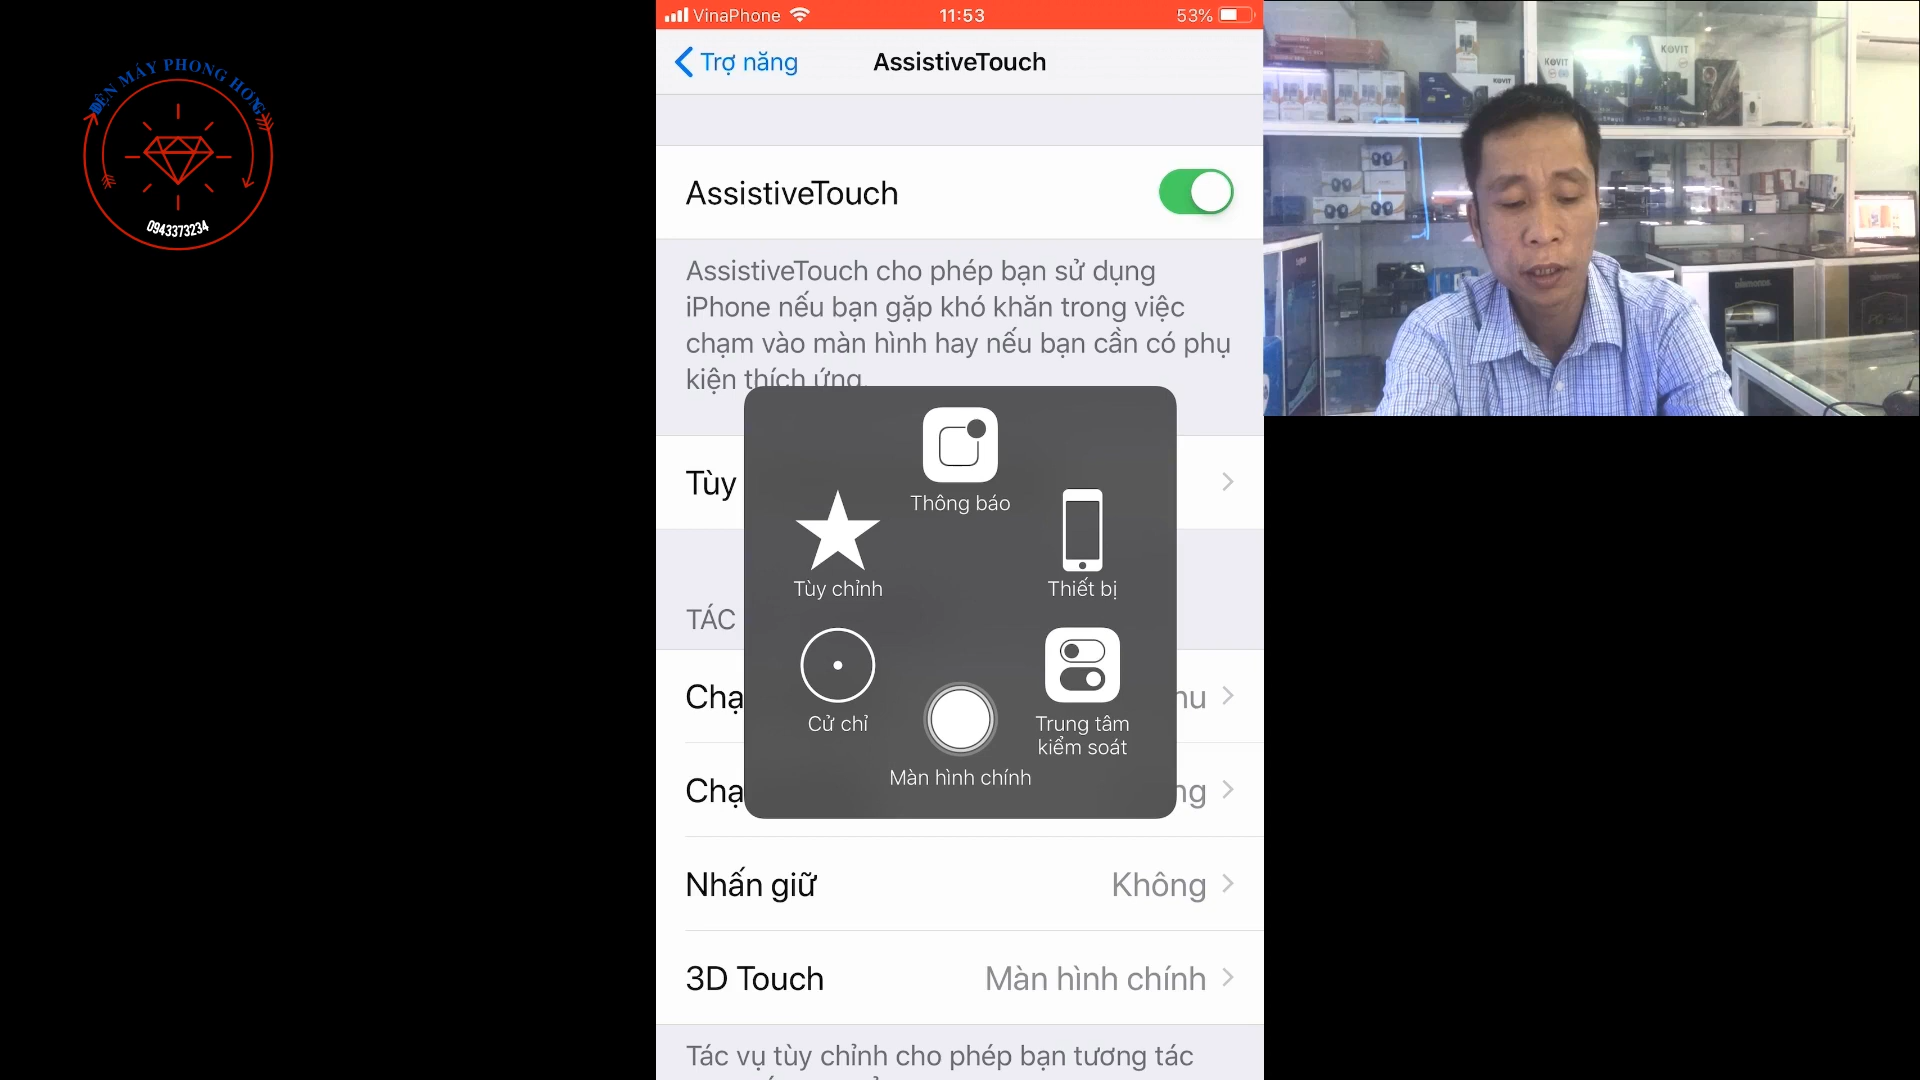 ĐIỆN MÁY PHONG HỒNG
0943373234
VinaPhone
11:53
53%
Trợ năng
AssistiveTouch
AssistiveTouch
AssistiveTouch cho phép bạn sử dụng
iPhone nếu bạn gặp khó khăn trong việc
chạm vào màn hình hay nếu bạn cần có phụ
kiện thích ứng.
Tùy
Thông báo
Tùy chỉnh
Thiết bị
TÁC
Cử chỉ
Trung tâm
kiểm soát
Màn hình chính
Chạ
nu
Chạ
ng
Nhấn giữ
Không
3D Touch
Màn hình chính
Tác vụ tùy chỉnh cho phép bạn tương tác
KOVIT
KOVIT
KOVIT